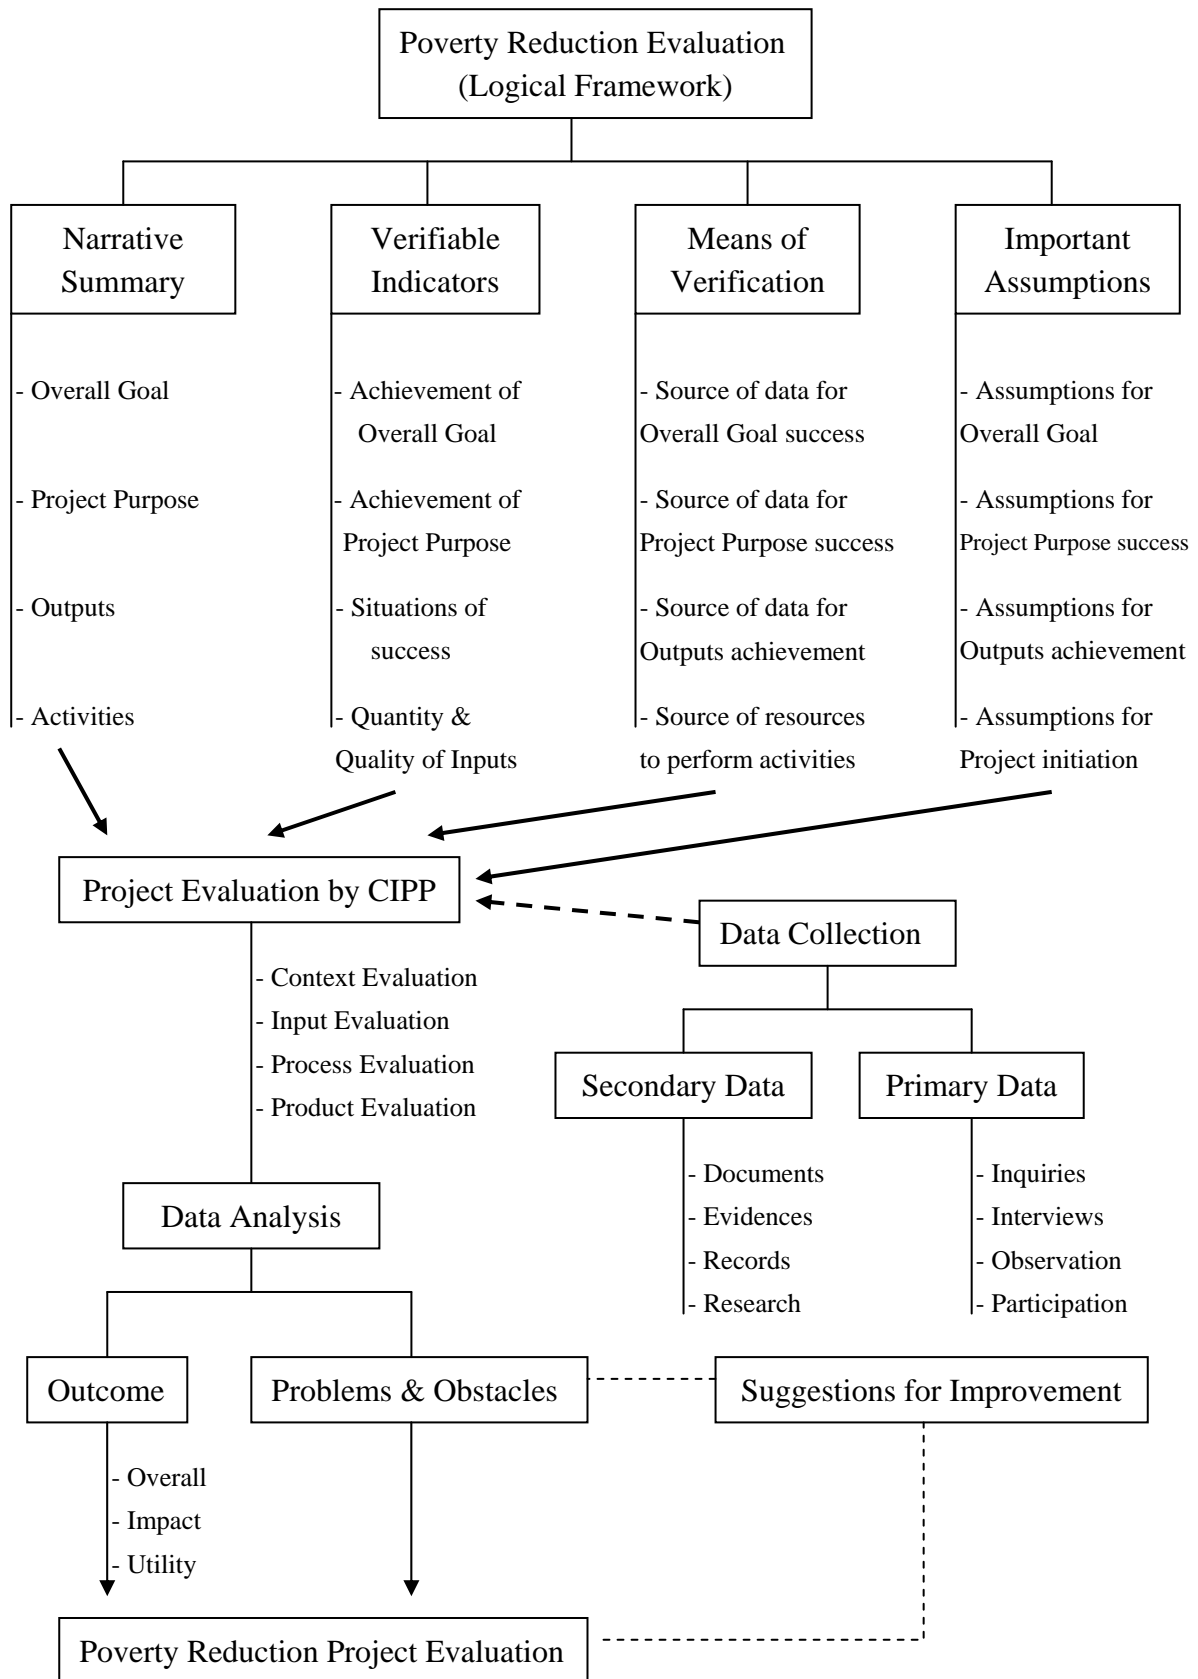 Poverty Reduction Evaluation
(Logical Framework)
Narrative
Summary
- Overall Goal
- Project Purpose
- Outputs
- Activities
Verifiable
Indicators
- Achievement of
Overall Goal
- Achievement of
Project Purpose
- Situations of
success
- Quantity &
Quality of Inputs
Means of
Verification
- Source of data for
Overall Goal success
- Source of data for
Project Purpose success
- Source of data for
Outputs achievement
- Source of resources
to perform activities
Important
Assumptions
- Assumptions for
Overall Goal
- Assumptions for
Project Purpose success
- Assumptions for
Outputs achievement
- Assumptions for
Project initiation
Project Evaluation by CIPP
- Context Evaluation
- Input Evaluation
- Process Evaluation
- Product Evaluation
Data Collection
Secondary Data
- Documents
- Evidences
- Records
- Research
Primary Data
- Inquiries
- Interviews
- Observation
- Participation
Data Analysis
Outcome
- Overall
- Impact
- Utility
Problems & Obstacles
Suggestions for Improvement
Poverty Reduction Project Evaluation